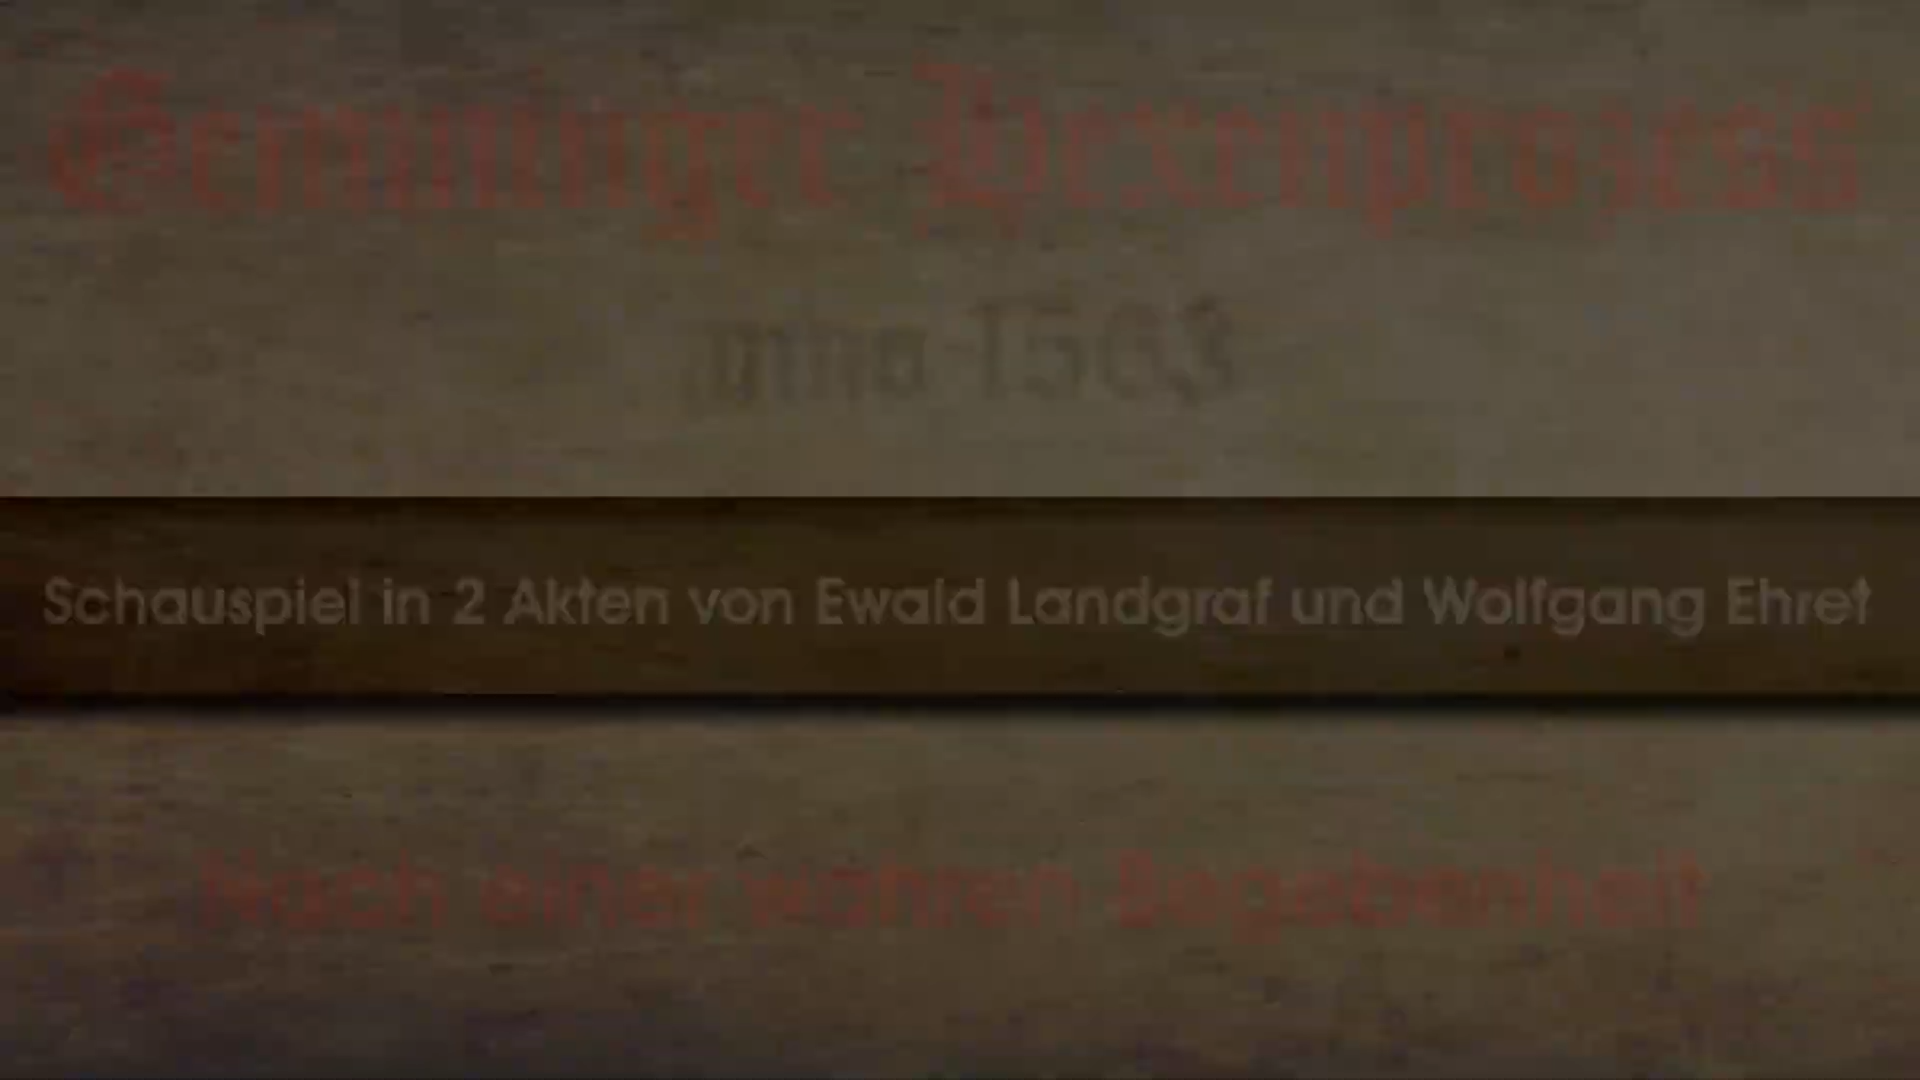 Gemminger Hexenprozess
anno 1563
Schauspiel in 2 Akten von Ewald Landgraf und Wolfgang Ehret
Nach einer wahren Begebenheit